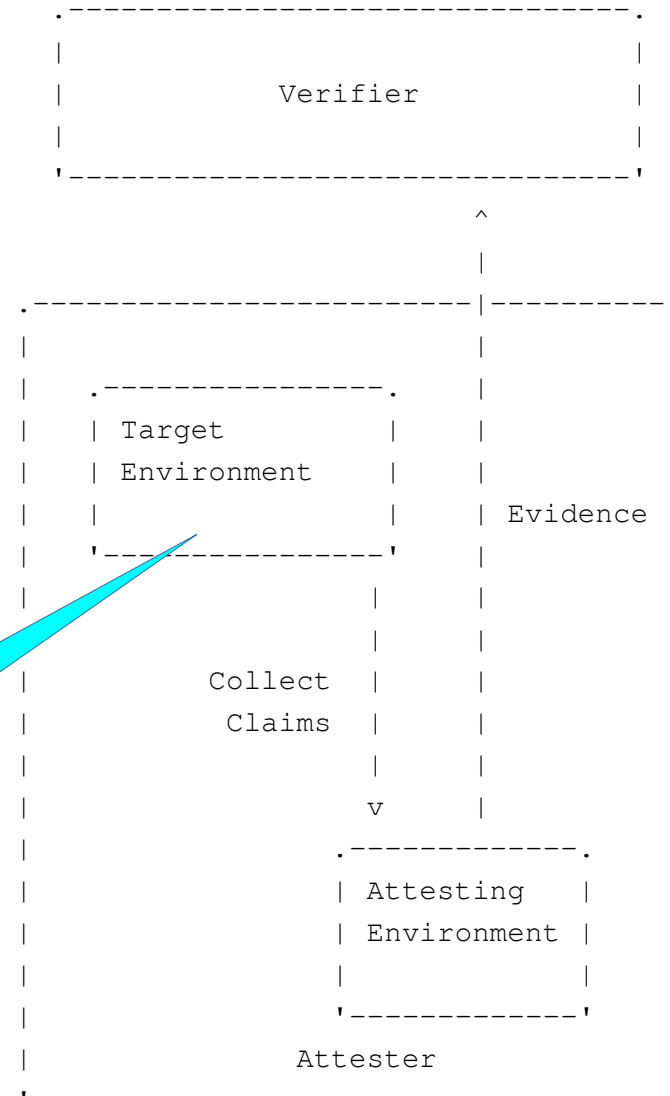 Verifier
Target
Environment
Evidence
Collect
Claims
Attesting
Environment
Attester